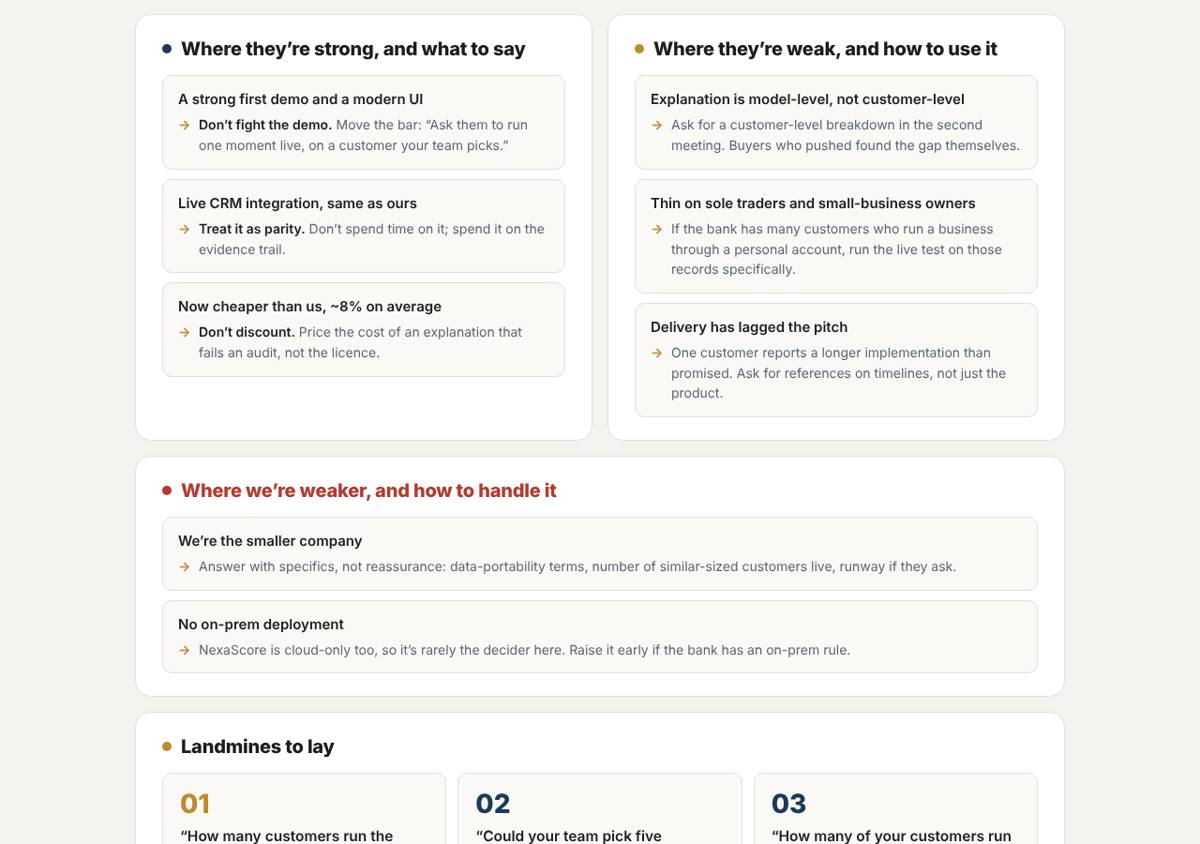 Where they’re strong, and what to say
A strong first demo and a modern UI
→ Don’t fight the demo. Move the bar: “Ask them to run
one moment live, on a customer your team picks.”
Live CRM integration, same as ours
→ Treat it as parity. Don’t spend time on it; spend it on the
evidence trail.
Now cheaper than us, ~8% on average
→ Don’t discount. Price the cost of an explanation that
fails an audit, not the licence.
Where they’re weak, and how to use it
Explanation is model-level, not customer-level
→ Ask for a customer-level breakdown in the second
meeting. Buyers who pushed found the gap themselves.
Thin on sole traders and small-business owners
→ If the bank has many customers who run a business
through a personal account, run the live test on those
records specifically.
Delivery has lagged the pitch
→ One customer reports a longer implementation than
promised. Ask for references on timelines, not just the
product.
Where we’re weaker, and how to handle it
We’re the smaller company
→ Answer with specifics, not reassurance: data-portability terms, number of similar-sized customers live, runway if they ask.
No on-prem deployment
→ NexaScore is cloud-only too, so it’s rarely the decider here. Raise it early if the bank has an on-prem rule.
Landmines to lay
01
“How many customers run the
02
“Could your team pick five
03
“How many of your customers run